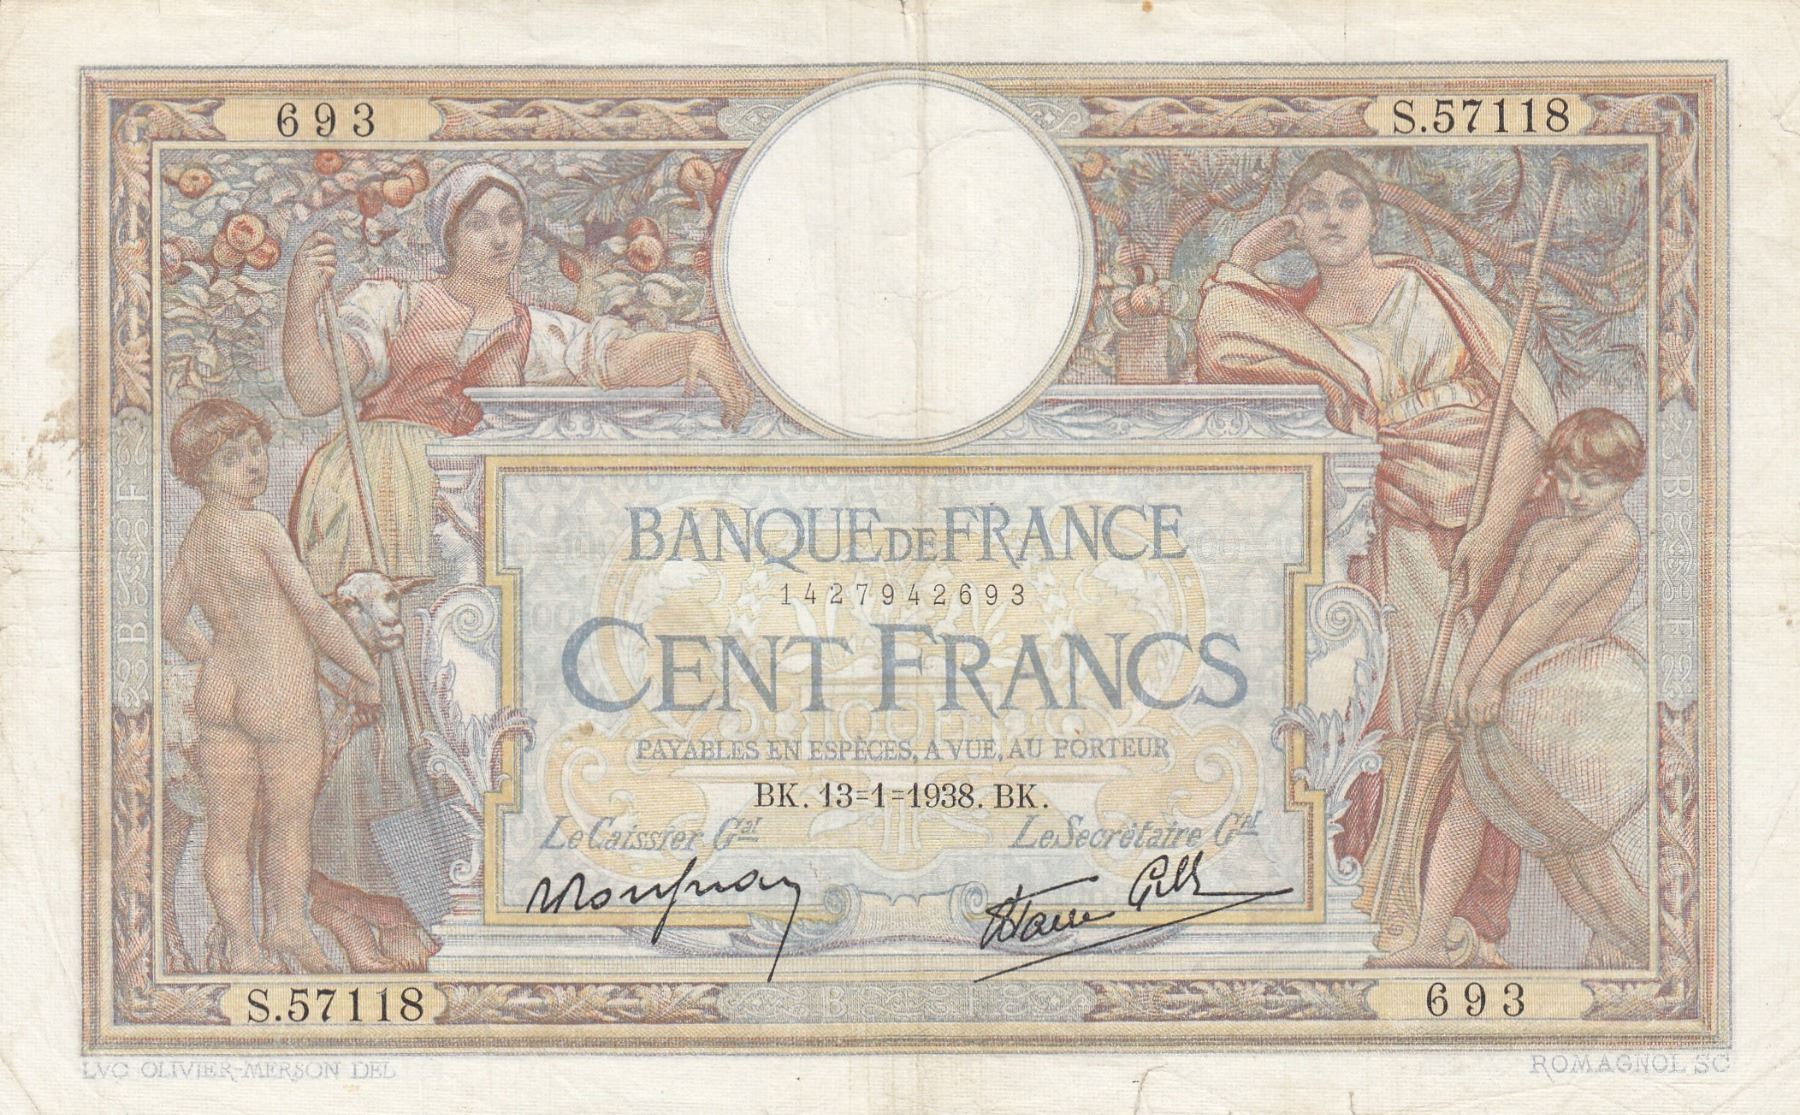 693
S.57118
BANQUE DE FRANCE
1427942693
CENT FRANCS
PAYABLES EN ESPÈCES, A VUE, AU PORTEUR
BK. 13=1=1938. BK.
Le Caissier Gal
Le Secrétaire Gal
S.57118
693
B F
B F
B F
LVC OLIVIER-MERSON DEL
ROMAGNOL SC